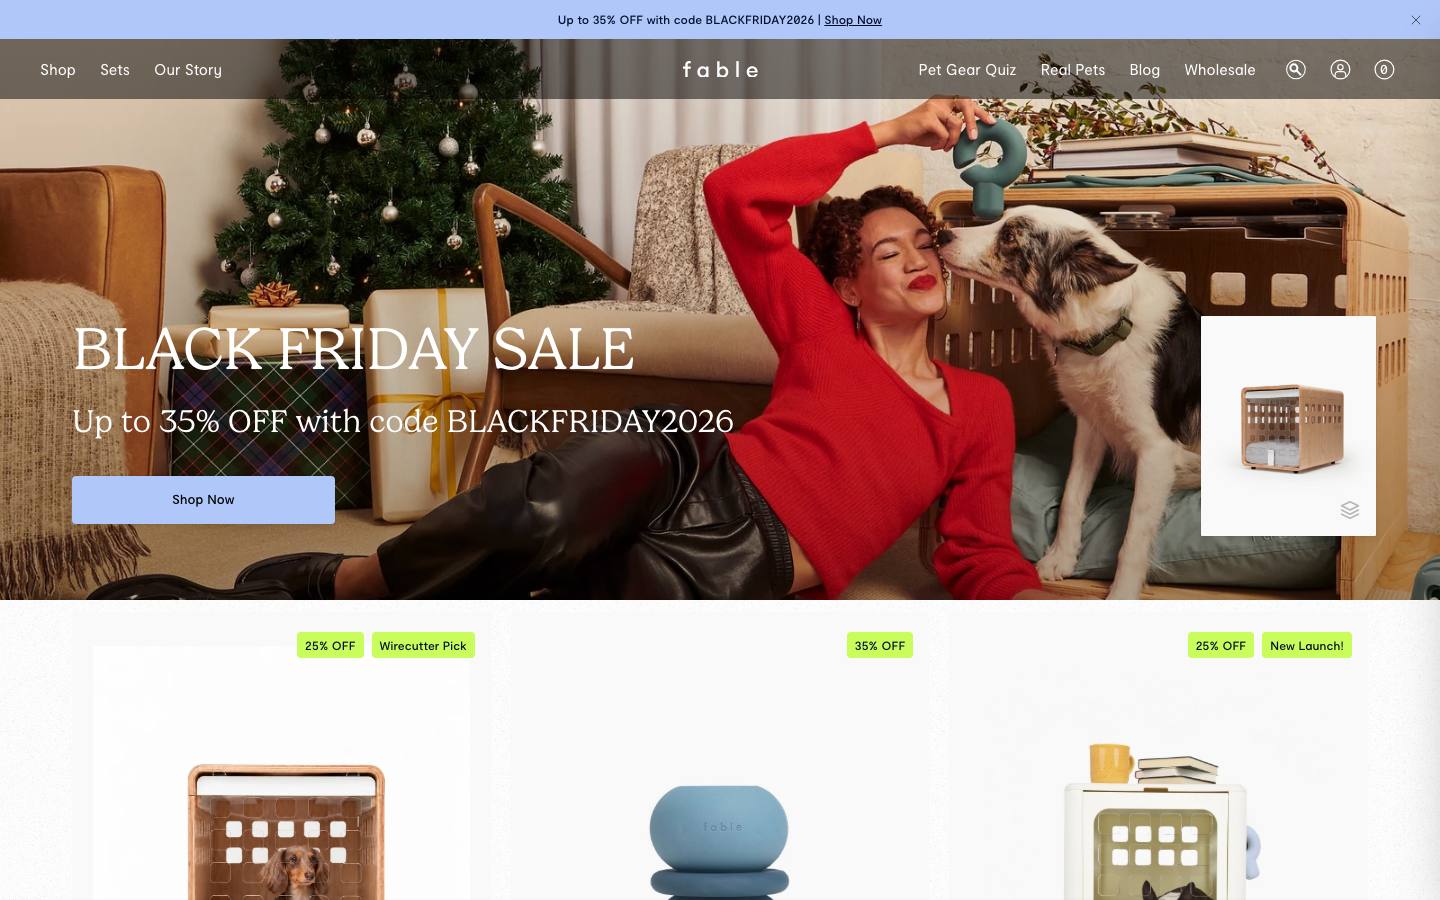 Up to 35% OFF with code BLACKFRIDAY2026 | Shop Now
Shop Sets Our Story
fable
Pet Gear Quiz Real Pets Blog Wholesale 0
BLACK FRIDAY SALE
Up to 35% OFF with code BLACKFRIDAY2026
Shop Now
25% OFF Wirecutter Pick
35% OFF
25% OFF New Launch!
fable